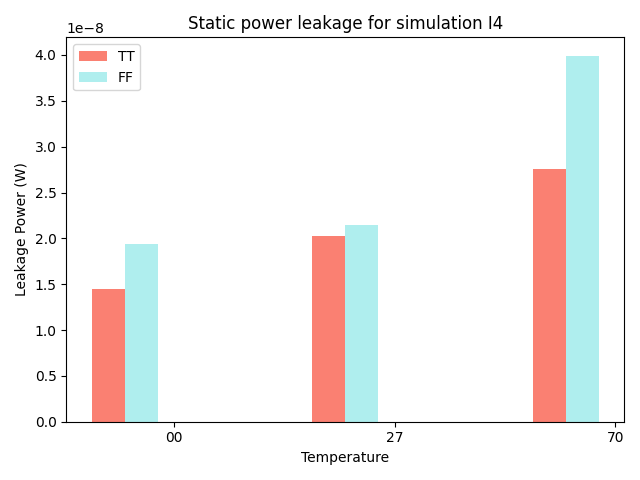 Static power leakage for simulation I4
1e−8
TT
FF
4.0
3.5
3.0
2.5
2.0
1.5
1.0
0.5
0.0
Leakage Power (W)
00 27 70
Temperature